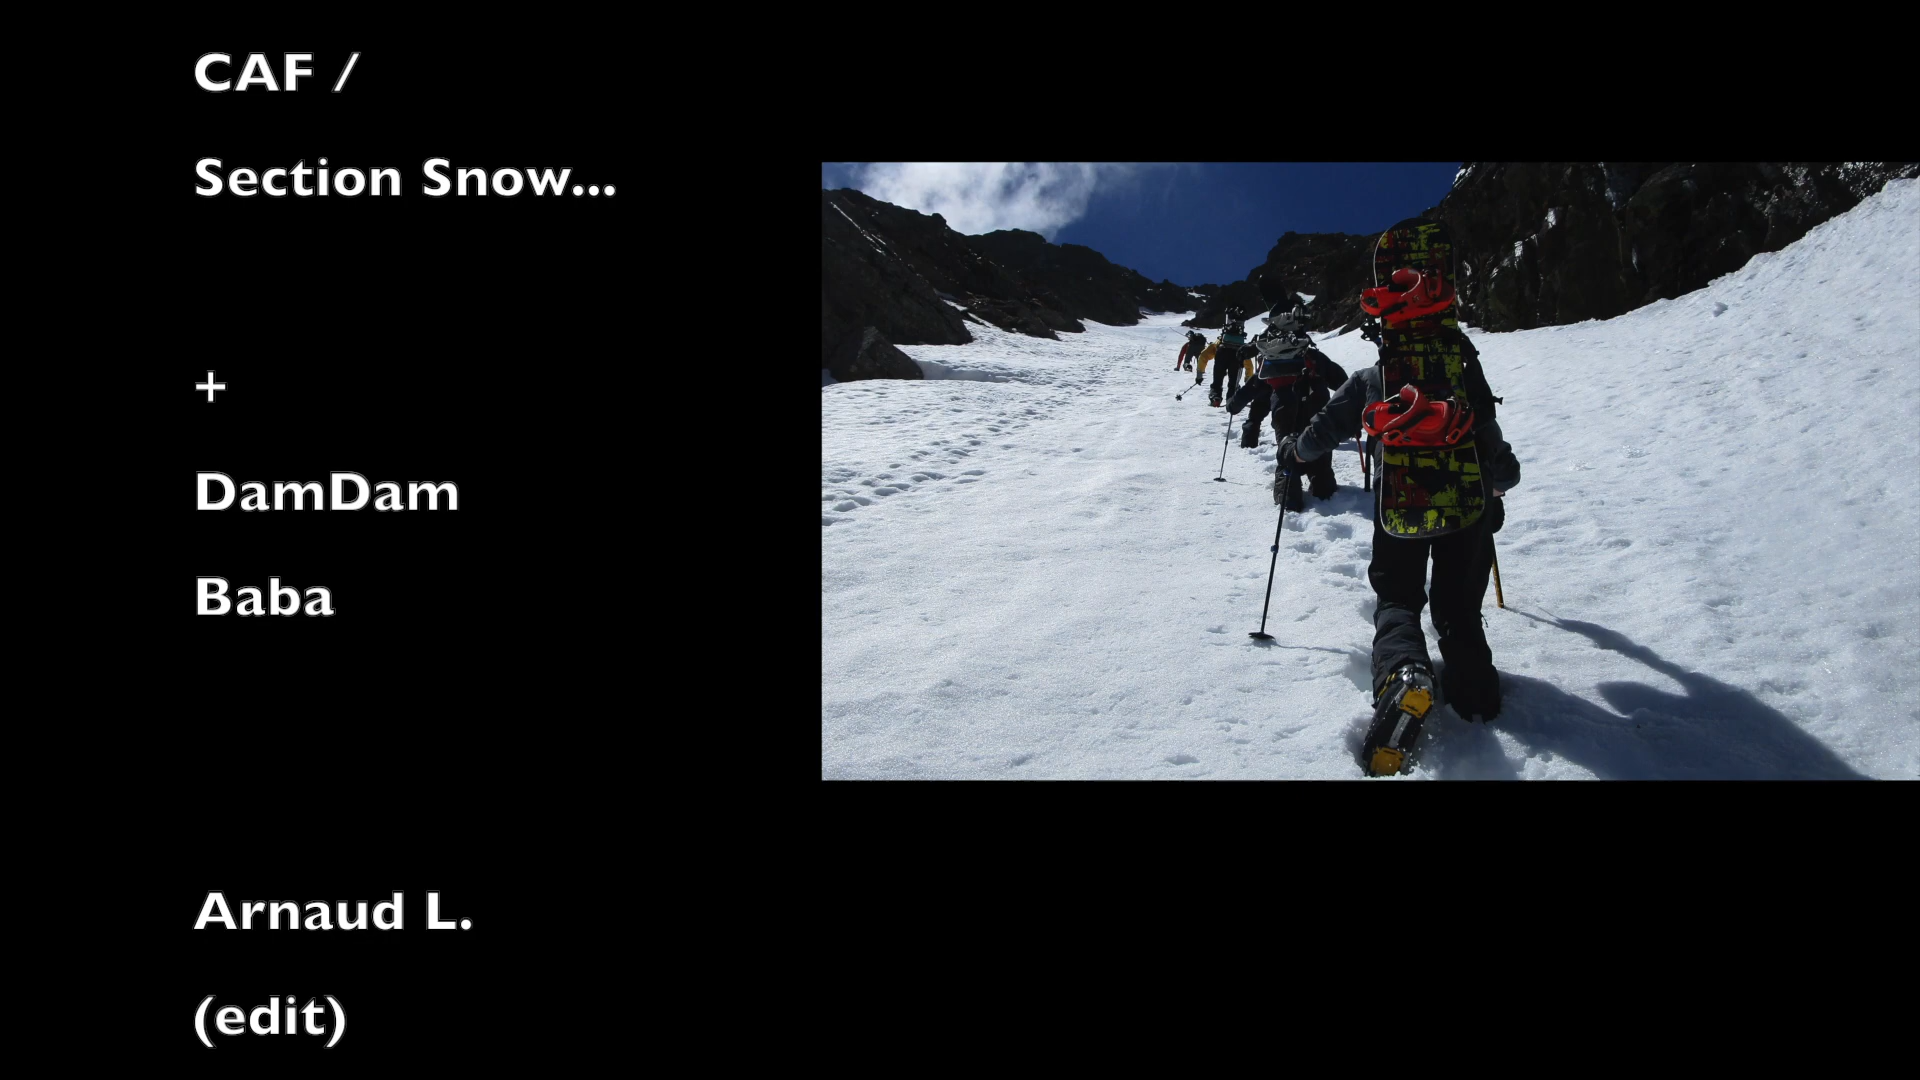 CAF /
Section Snow...
+
DamDam
Baba
Arnaud L.
(edit)